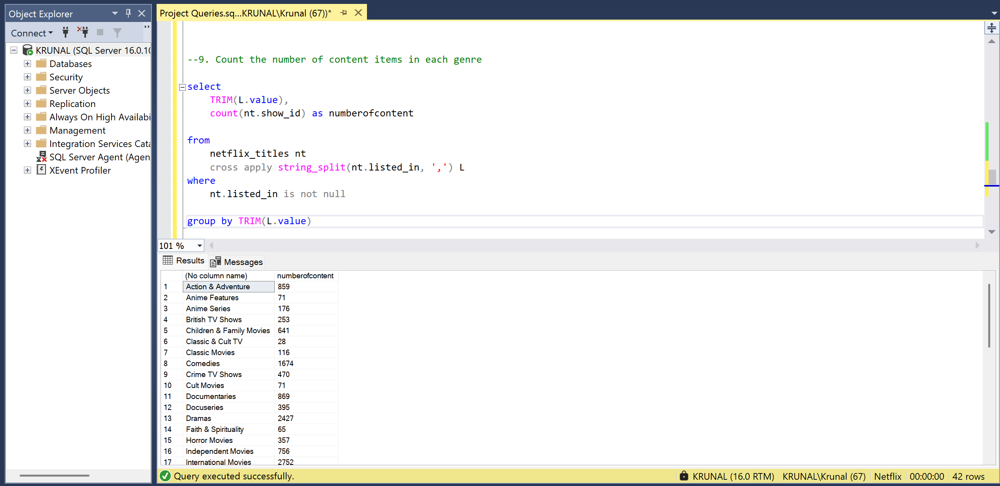 Object Explorer
Connect
KRUNAL (SQL Server 16.0.10
Databases
Security
Server Objects
Replication
Always On High Availabi
Management
Integration Services Cata
SQL Server Agent (Agen
XEvent Profiler
Project Queries.sq...KRUNAL\Krunal (67))*
--9. Count the number of content items in each genre
select
TRIM(L.value),
count(nt.show_id) as numberofcontent
from
netflix_titles nt
cross apply string_split(nt.listed_in, ',') L
where
nt.listed_in is not null
group by TRIM(L.value)
101 %
Results Messages
(No column name) numberofcontent
1 Action & Adventure 859
2 Anime Features 71
3 Anime Series 176
4 British TV Shows 253
5 Children & Family Movies 641
6 Classic & Cult TV 28
7 Classic Movies 116
8 Comedies 1674
9 Crime TV Shows 470
10 Cult Movies 71
11 Documentaries 869
12 Docuseries 395
13 Dramas 2427
14 Faith & Spirituality 65
15 Horror Movies 357
16 Independent Movies 756
17 International Movies 2752
Query executed successfully. KRUNAL (16.0 RTM) KRUNAL\Krunal (67) Netflix 00:00:00 42 rows